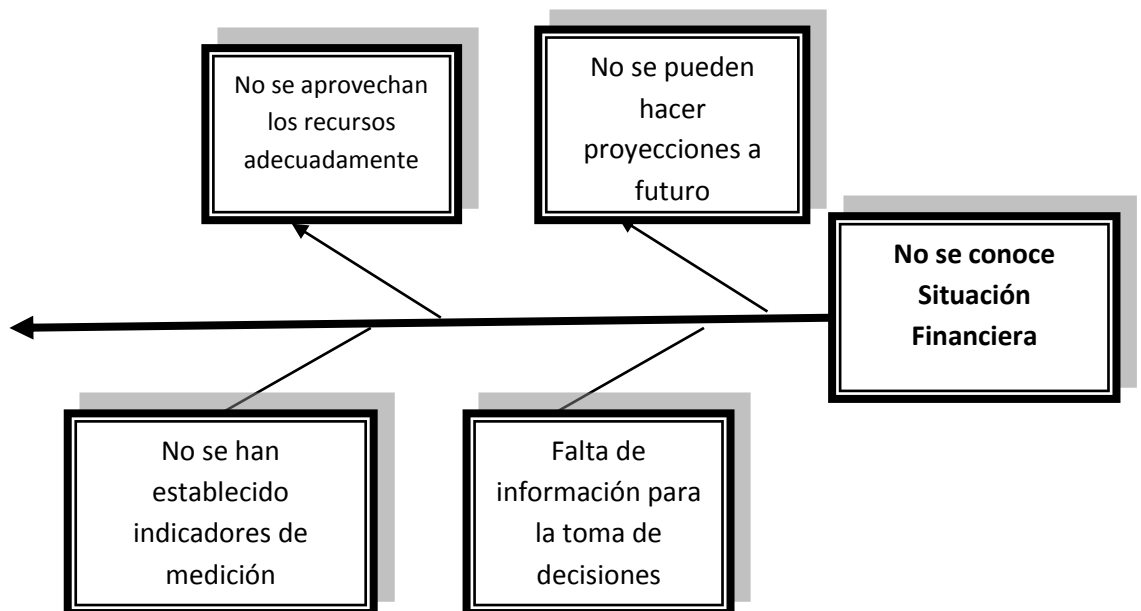 No se aprovechan
los recursos
adecuadamente
No se pueden
hacer
proyecciones a
futuro
No se conoce
Situación
Financiera
No se han
establecido
indicadores de
medición
Falta de
información para
la toma de
decisiones